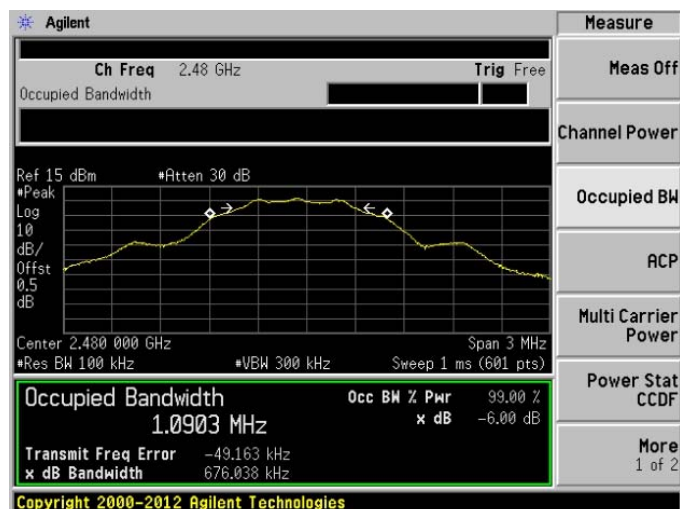 Agilent
Measure
Ch Freq 2.48 GHz Trig Free
Occupied Bandwidth
Meas Off
Channel Power
Occupied BW
ACP
Multi Carrier
Power
Power Stat
CCDF
More
1 of 2
Ref 15 dBm #Atten 30 dB
#Peak
Log
10
dB/
Offst
0.5
dB
Center 2.480 000 GHz Span 3 MHz
#Res BW 100 kHz #VBW 300 kHz Sweep 1 ms (601 pts)
Occupied Bandwidth Occ BW % Pwr 99.00 %
1.0903 MHz x dB -6.00 dB
Transmit Freq Error -49.163 kHz
x dB Bandwidth 676.038 kHz
Copyright 2000-2012 Agilent Technologies